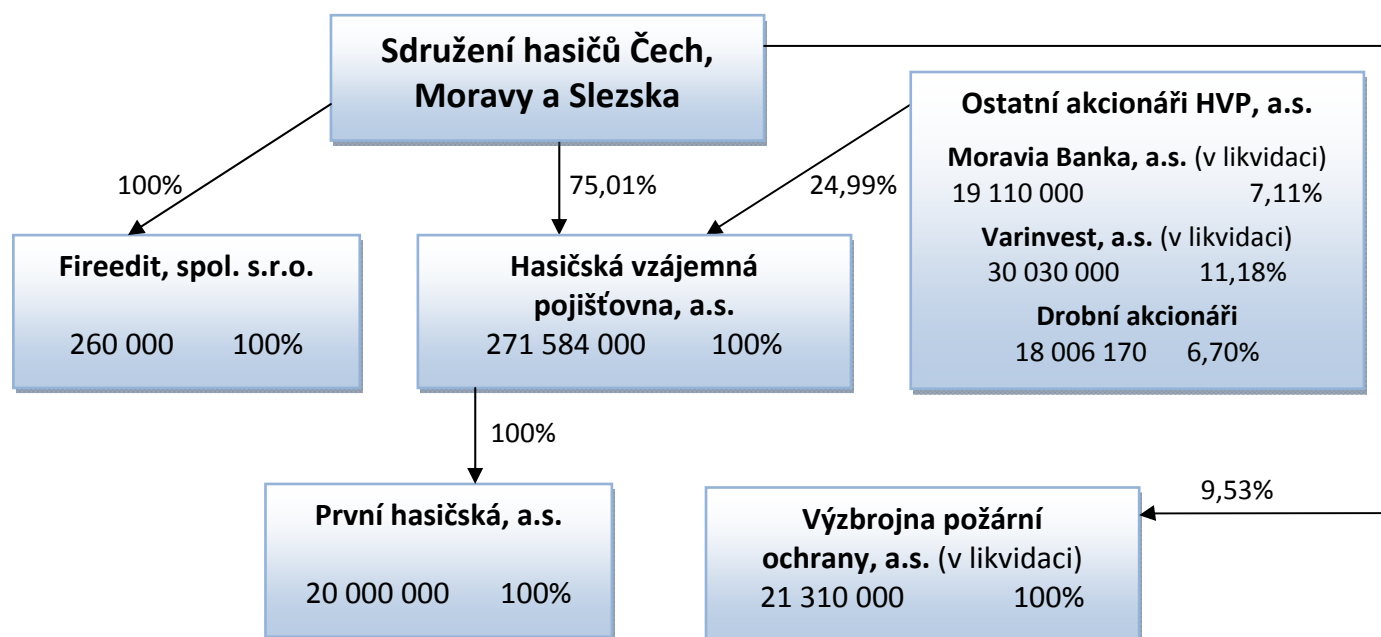 Sdružení hasičů Čech,
Moravy a Slezska
Ostatní akcionáři HVP, a.s.
Moravia Banka, a.s. (v likvidaci)
19 110 000 7,11%
Varinvest, a.s. (v likvidaci)
30 030 000 11,18%
Drobní akcionáři
18 006 170 6,70%
100%
75,01%
24,99%
Fireedit, spol. s.r.o.
260 000 100%
Hasičská vzájemná
pojišťovna, a.s.
271 584 000 100%
100%
První hasičská, a.s.
20 000 000 100%
Výzbrojna požární
ochrany, a.s. (v likvidaci)
21 310 000 100%
9,53%